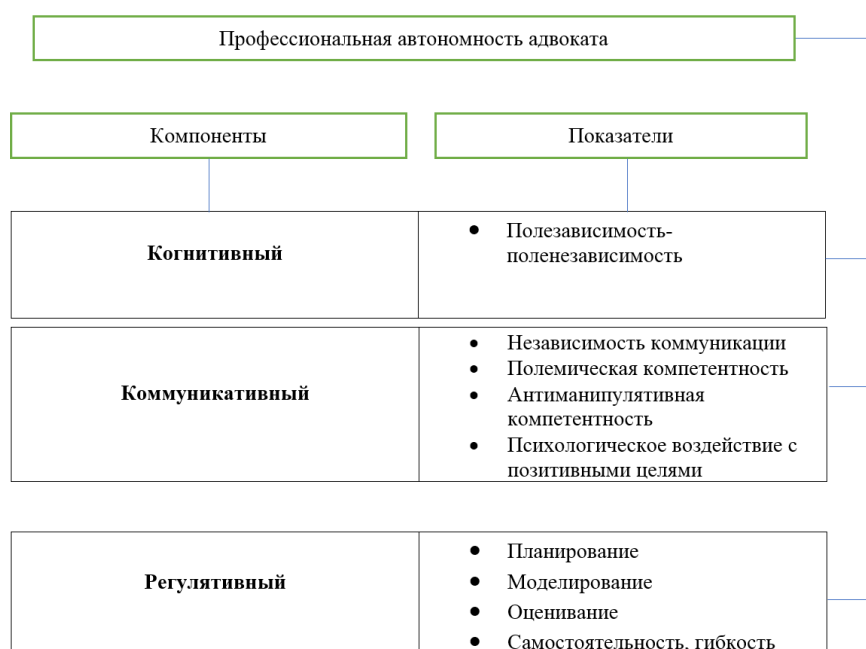 Профессиональная автономность адвоката
Компоненты
Показатели
Когнитивный
• Полезависимость-
поленезависимость
Коммуникативный
• Независимость коммуникации
• Полемическая компетентность
• Антиманипулятивная
компетентность
• Психологическое воздействие с
позитивными целями
Регулятивный
• Планирование
• Моделирование
• Оценивание
• Самостоятельность, гибкость